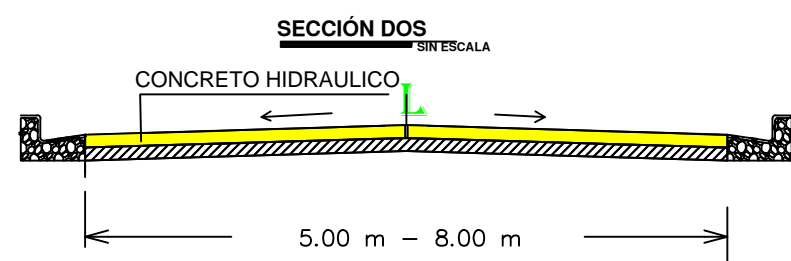 SECCIÓN DOS
SIN ESCALA
CONCRETO HIDRAULICO
L
5.00 m - 8.00 m